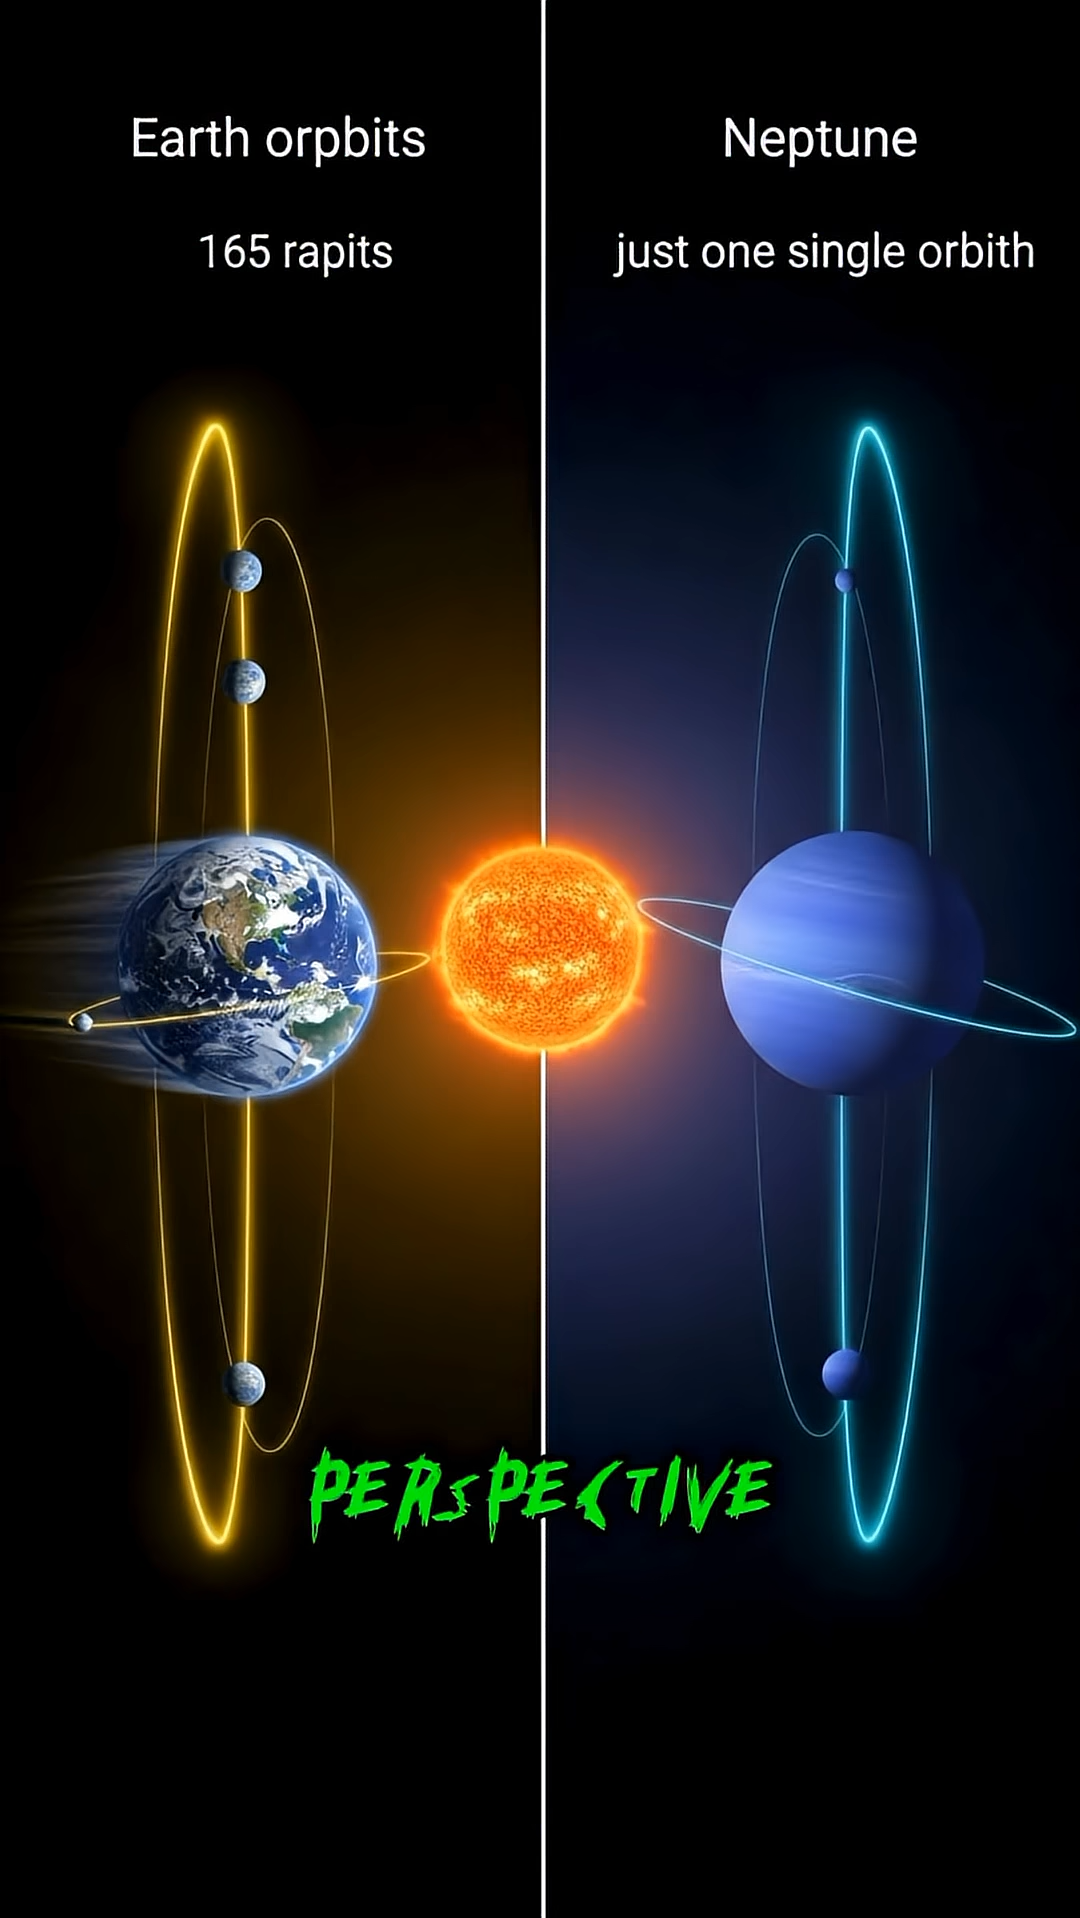 Earth orpbits
165 rapits
Neptune
just one single orbith
PERSPECTIVE